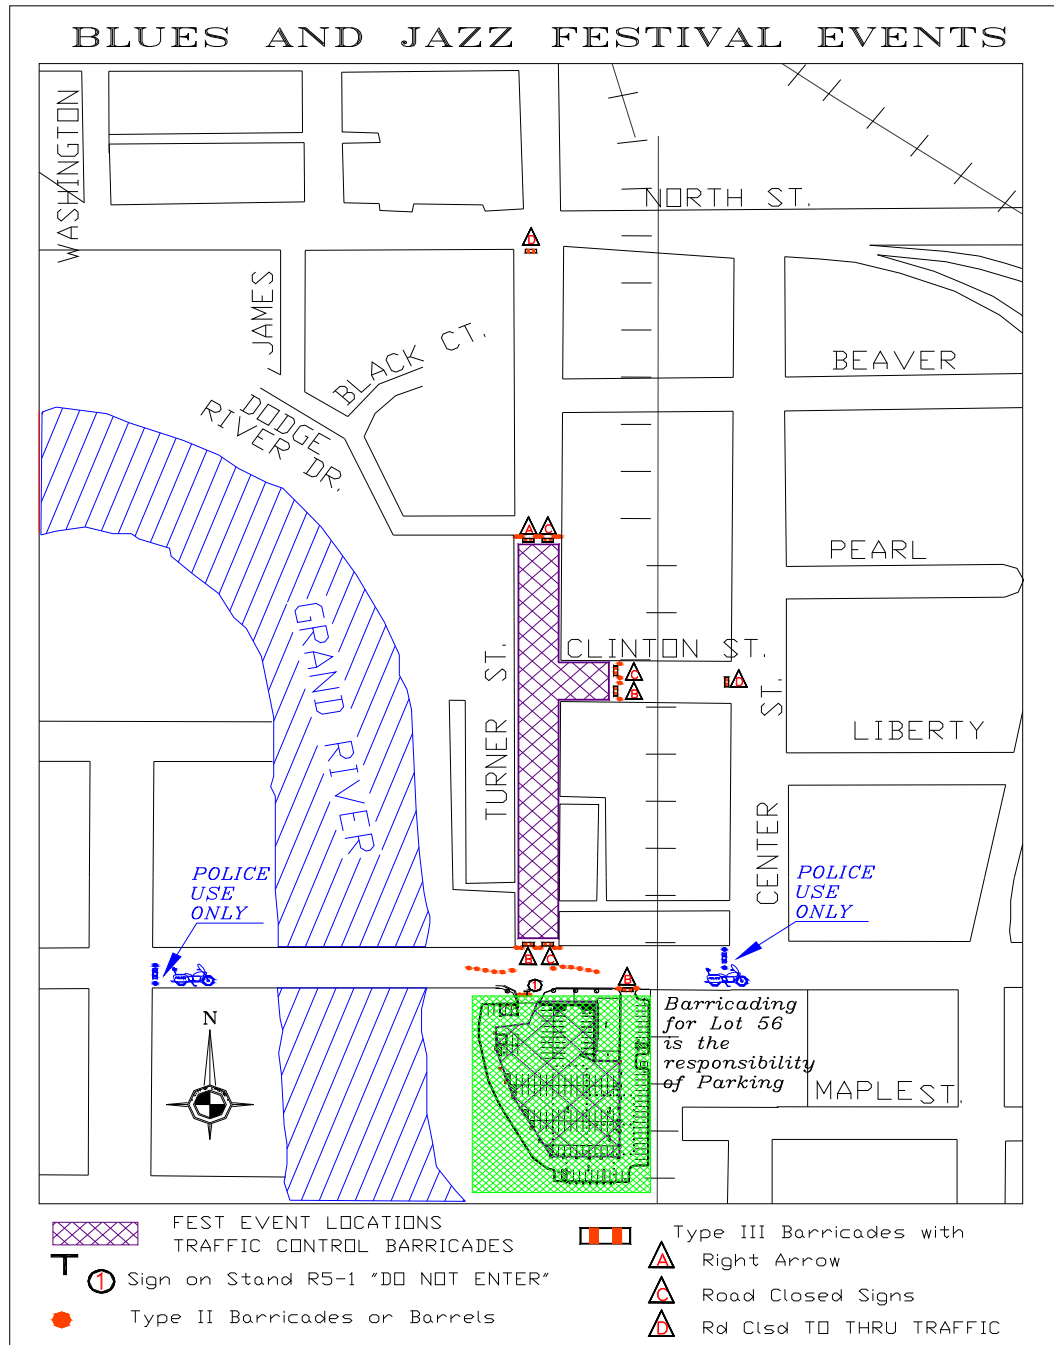 BLUES AND JAZZ FESTIVAL EVENTS
WASHINGTON
NORTH ST.
D
JAMES
BLACK CT.
BEAVER
DODGE
RIVER DR.
A C
PEARL
GRAND RIVER
CLINTON ST.
C
B
D
TURNER ST.
LIBERTY
CENTER ST.
POLICE
USE
ONLY
POLICE
USE
ONLY
B C
1
B
Barricading
for Lot 56
is the
responsibility
of Parking
N
MAPLE ST.
FEST EVENT LOCATIONS
TRAFFIC CONTROL BARRICADES
1 Sign on Stand R5-1 "DO NOT ENTER"
Type II Barricades or Barrels
Type III Barricades with
A Right Arrow
C Road Closed Signs
D Rd Clsd TO THRU TRAFFIC